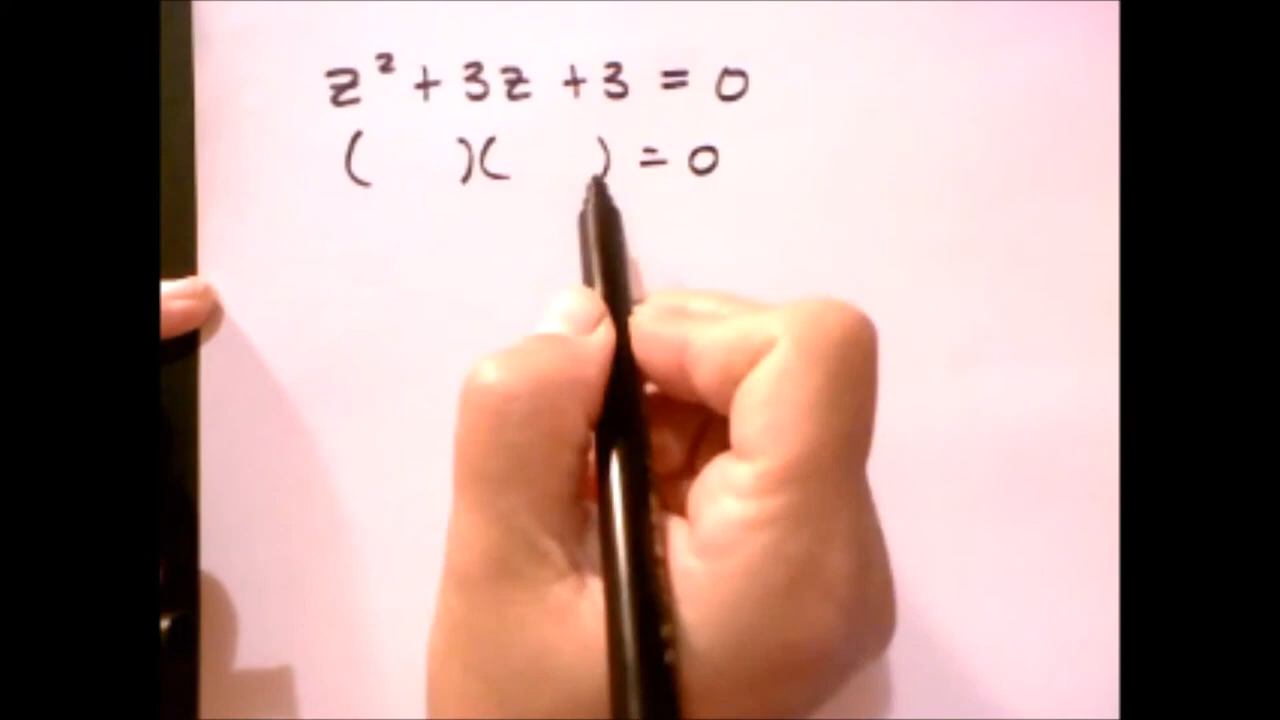 z² + 3z + 3 = 0
( )( ) = 0